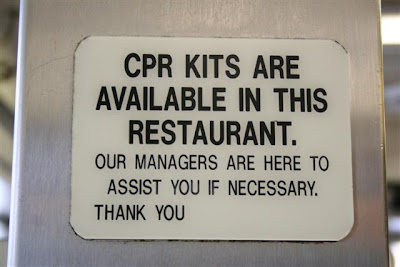 CPR KITS ARE
AVAILABLE IN THIS
RESTAURANT.
OUR MANAGERS ARE HERE TO
ASSIST YOU IF NECESSARY.
THANK YOU